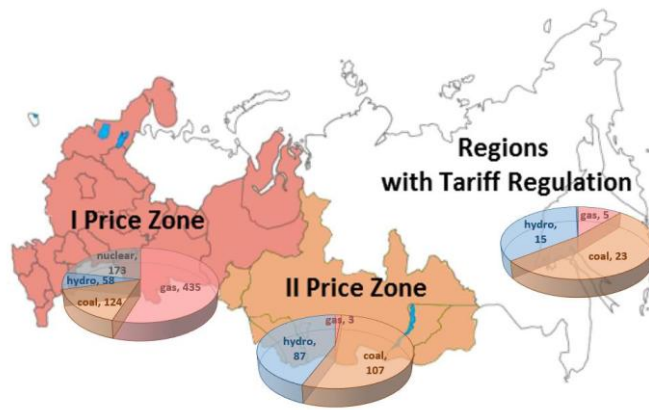 I Price Zone
nuclear,
173
hydro, 58
coal, 124
gas, 435
II Price Zone
gas, 3
hydro,
87
coal,
107
Regions
with Tariff Regulation
gas, 5
hydro,
15
coal, 23